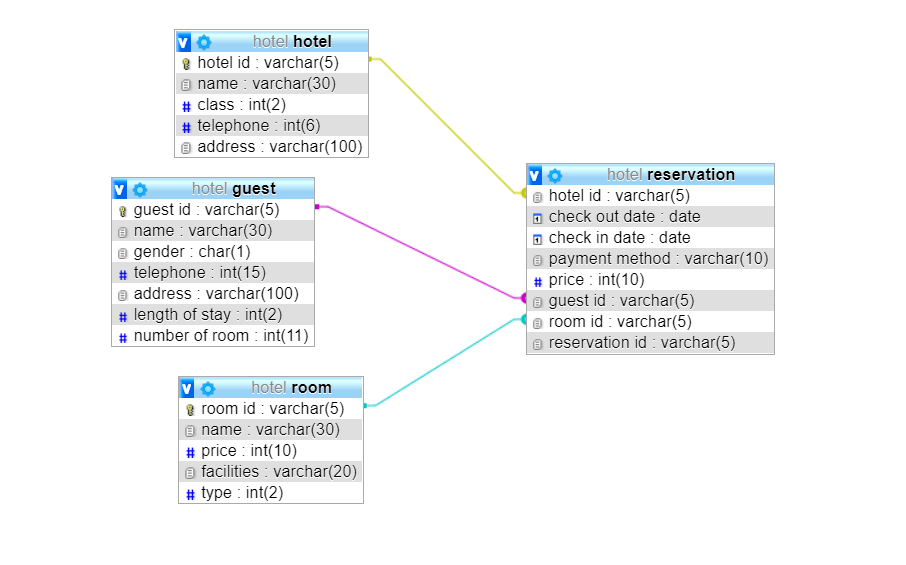 hotel hotel
hotel id : varchar(5)
name : varchar(30)
class : int(2)
telephone : int(6)
address : varchar(100)
hotel guest
guest id : varchar(5)
name : varchar(30)
gender : char(1)
telephone : int(15)
address : varchar(100)
length of stay : int(2)
number of room : int(11)
hotel reservation
hotel id : varchar(5)
check out date : date
check in date : date
payment method : varchar(10)
price : int(10)
guest id : varchar(5)
room id : varchar(5)
reservation id : varchar(5)
hotel room
room id : varchar(5)
name : varchar(30)
price : int(10)
facilities : varchar(20)
type : int(2)